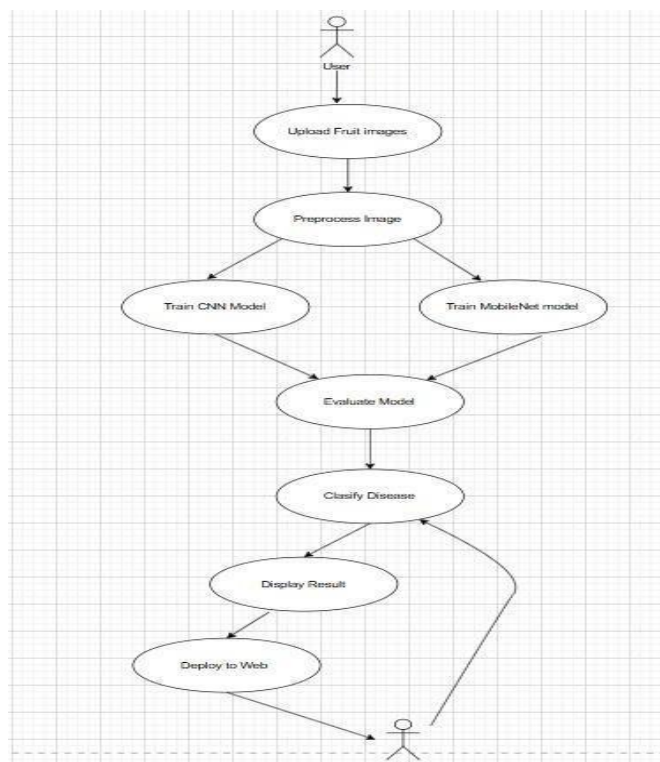 User
Upload Fruit images
Preprocess Image
Train CNN Model
Train MobileNet model
Evaluate Model
Clasify Disease
Display Result
Deploy to Web